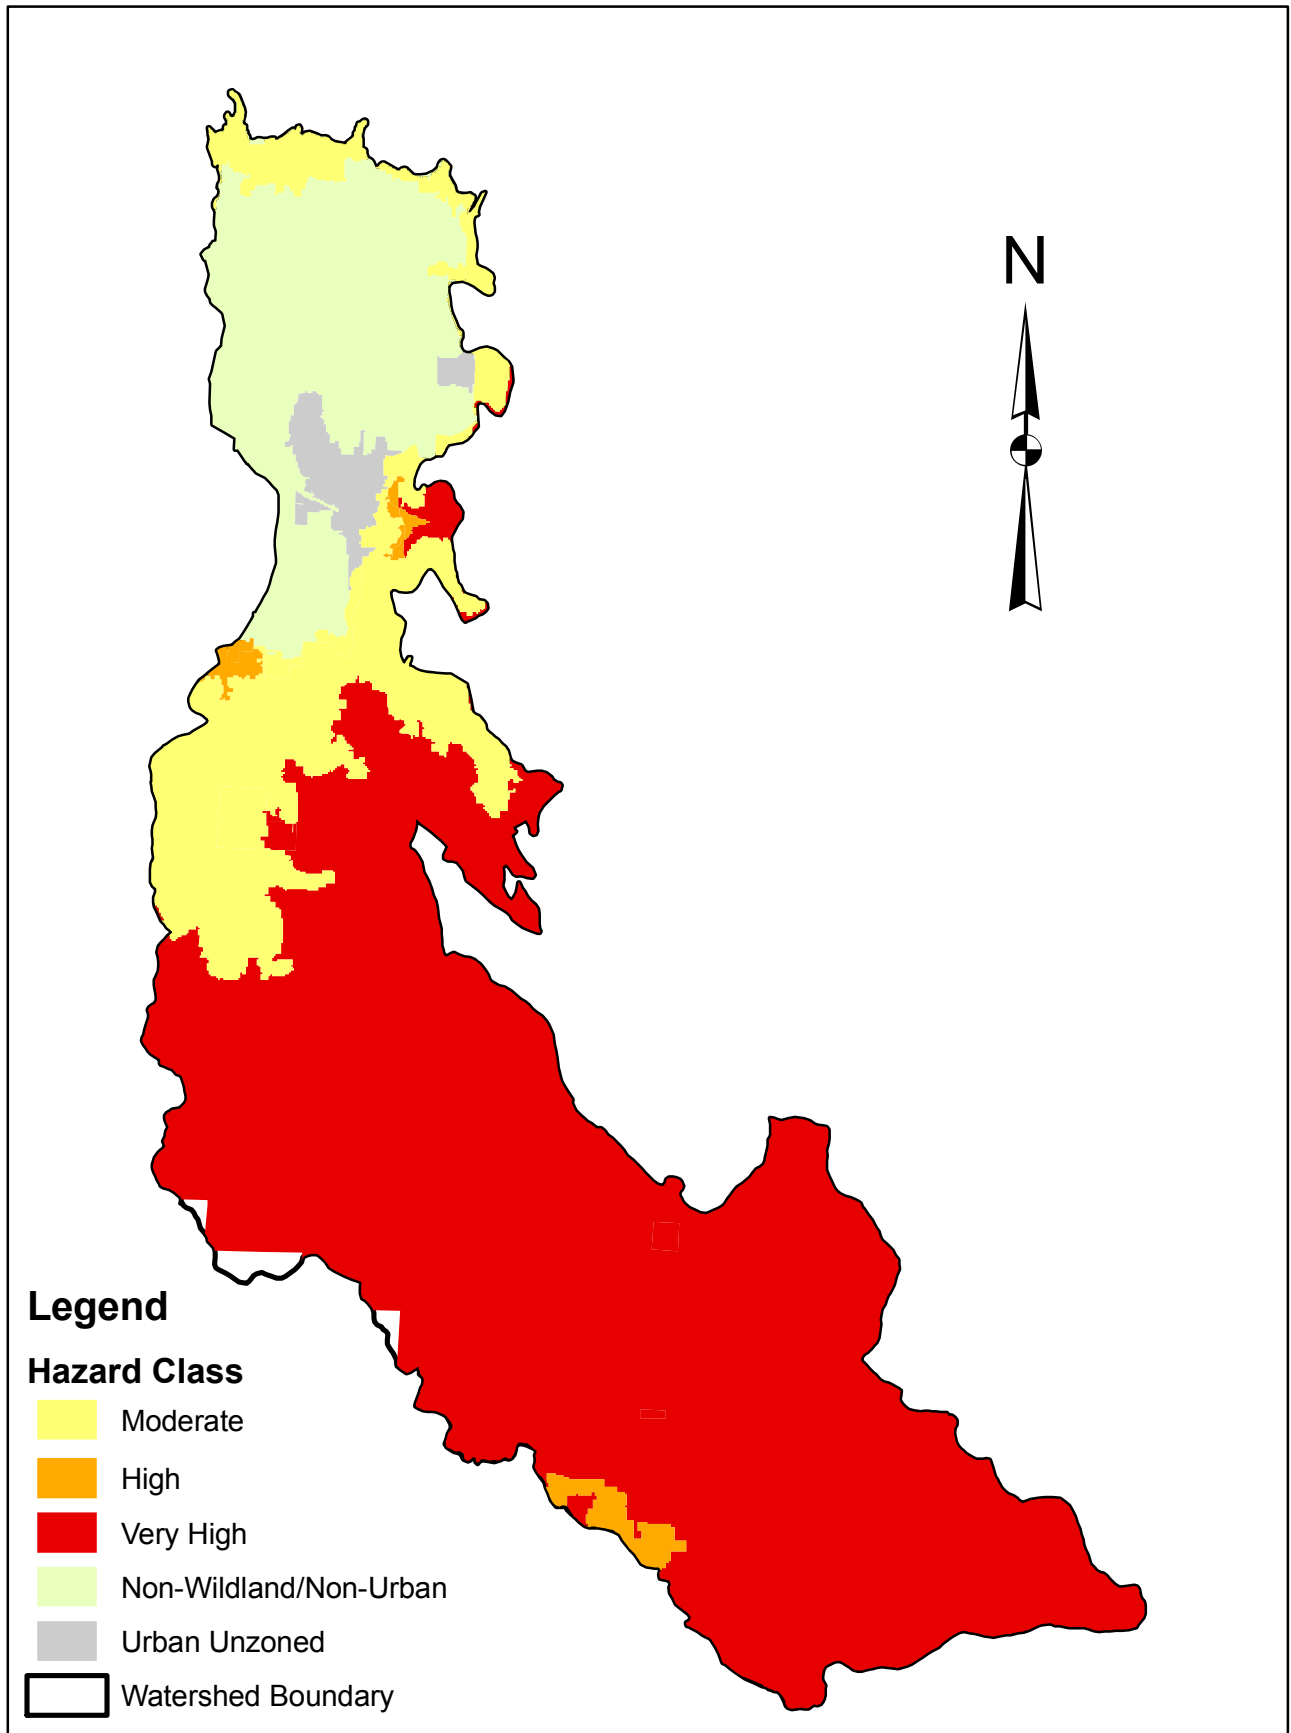 N
Legend
Hazard Class
Moderate
High
Very High
Non-Wildland/Non-Urban
Urban Unzoned
Watershed Boundary